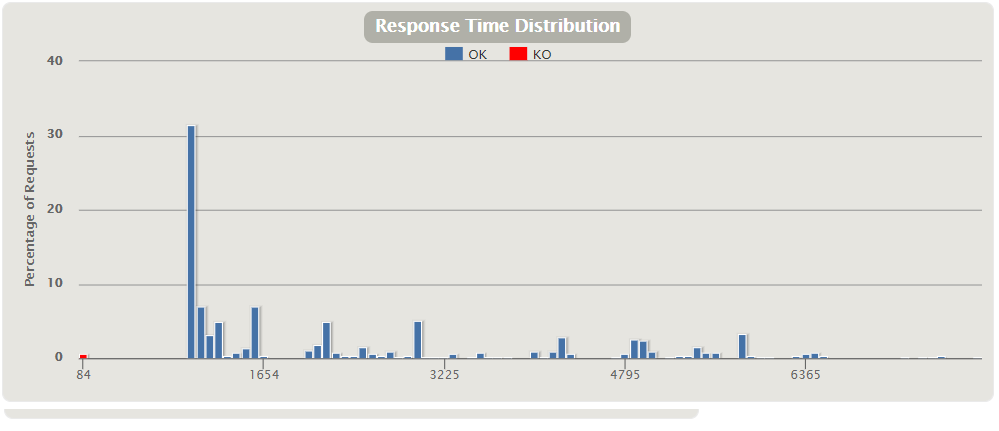 Response Time Distribution
OK KO
40
30
20
10
0
Percentage of Requests
84 1654 3225 4795 6365